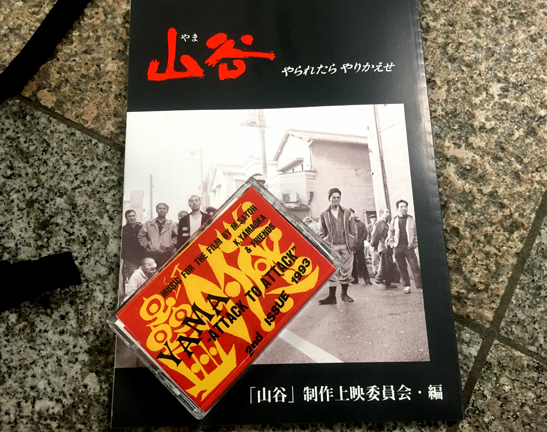 やま
山谷
やられたら やりかえせ
MUSIC FOR THE FILM BY M.SATOH
K.YAMAOKA
& FRIENDS
YAMA
-ATTACK TO ATTACK"
2nd ISSUE 1993
「山谷」制作上映委員会・編